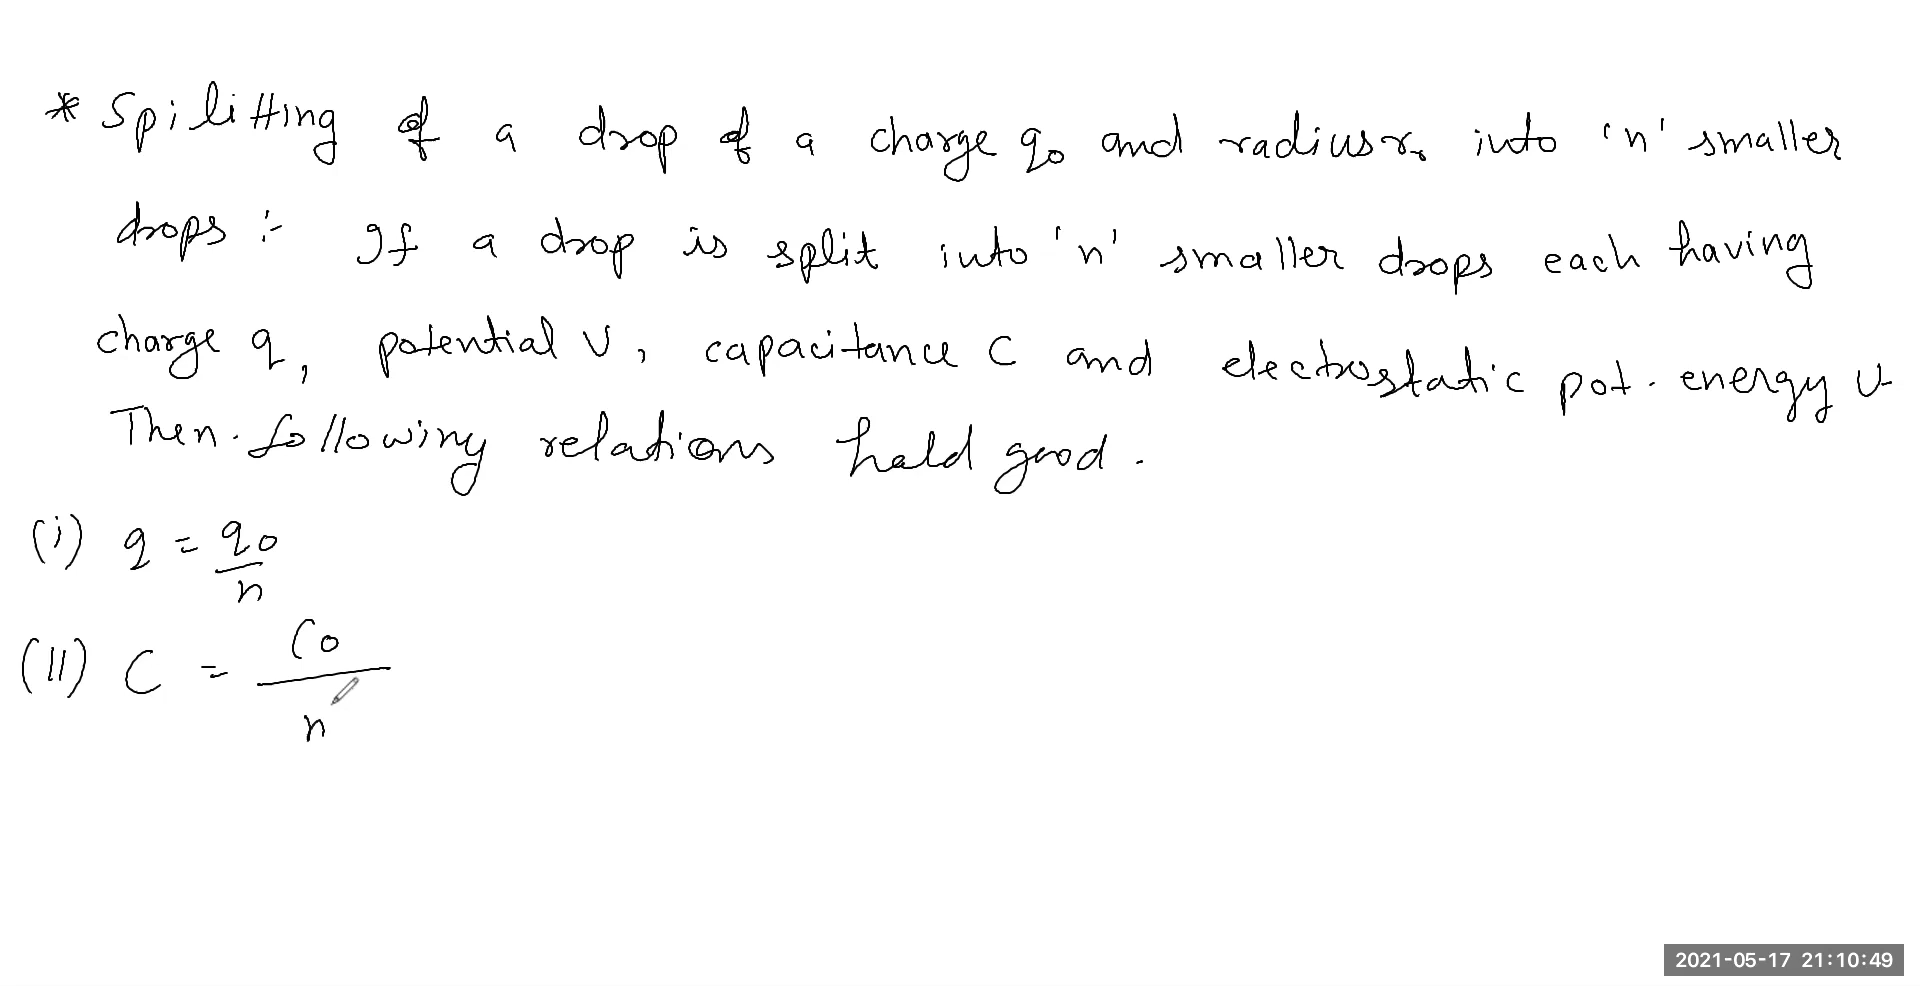 * Spilitting of a drop of a charge q₀ and radius r₀ into 'n' smaller
drops :- If a drop is split into 'n' smaller drops each having
charge q, potential V, capacitance C and electrostatic pot. energy U
Then. following relations hold good.
(i) q = q₀/n
(II) C = C₀/n
2021-05-17 21:10:49